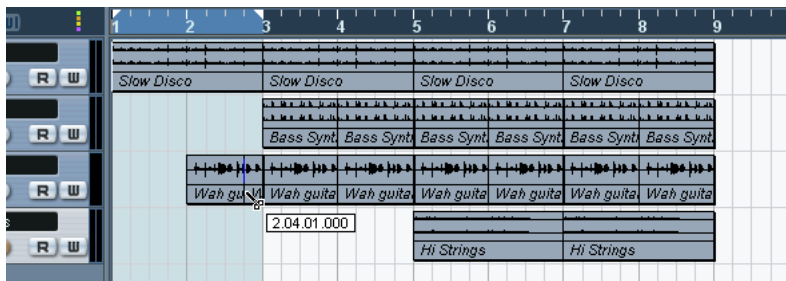 1 2 3 4 5 6 7 8 9
R W
Slow Disco Slow Disco Slow Disco Slow Disco
R W
Bass Synt Bass Synt Bass Synt Bass Synt Bass Synt Bass Synt
R W
Wah gu W Wah guita Wah guita Wah guita Wah guita Wah guita Wah guita
2.04.01.000
s
R W
Hi Strings Hi Strings